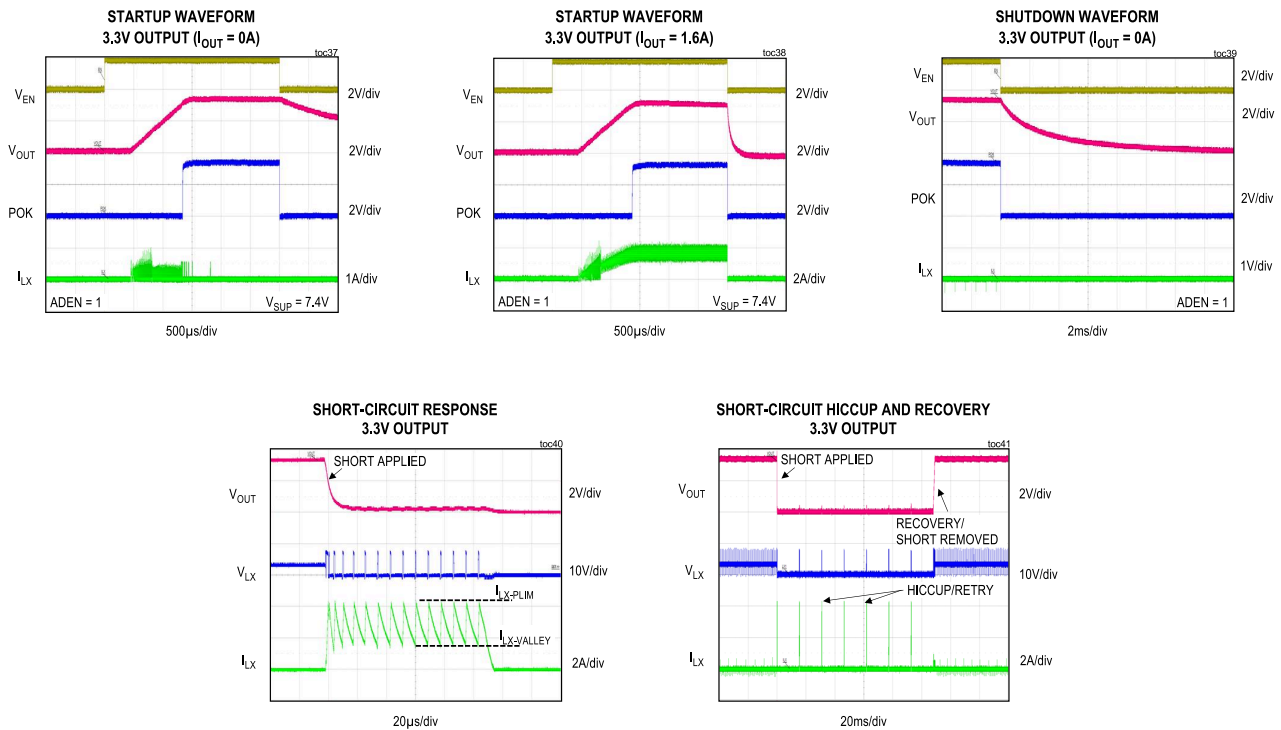 STARTUP WAVEFORM
3.3V OUTPUT (IOUT = 0A)
toc37
VEN
2V/div
VOUT
2V/div
POK
2V/div
ILX
1A/div
ADEN = 1
VSUP = 7.4V
500µs/div
STARTUP WAVEFORM
3.3V OUTPUT (IOUT = 1.6A)
toc38
VEN
2V/div
VOUT
2V/div
POK
2V/div
ILX
2A/div
ADEN = 1
VSUP = 7.4V
500µs/div
SHUTDOWN WAVEFORM
3.3V OUTPUT (IOUT = 0A)
toc39
VEN
2V/div
VOUT
2V/div
POK
2V/div
ILX
1V/div
ADEN = 1
2ms/div
SHORT-CIRCUIT RESPONSE
3.3V OUTPUT
toc40
SHORT APPLIED
VOUT
2V/div
VLX
10V/div
ILX-PLIM
ILX-VALLEY
ILX
2A/div
20µs/div
SHORT-CIRCUIT HICCUP AND RECOVERY
3.3V OUTPUT
toc41
SHORT APPLIED
VOUT
2V/div
RECOVERY/
SHORT REMOVED
VLX
10V/div
HICCUP/RETRY
ILX
2A/div
20ms/div